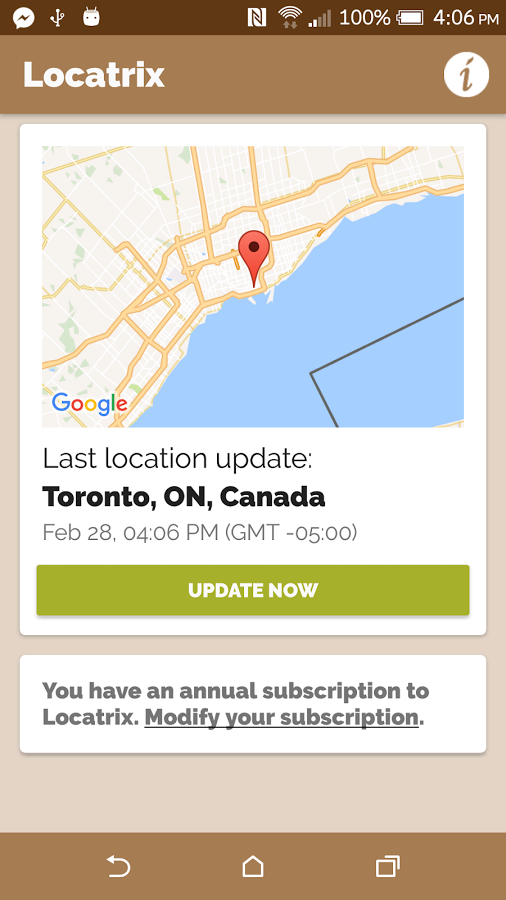 100% 4:06 PM
Locatrix
i
Google
Last location update:
Toronto, ON, Canada
Feb 28, 04:06 PM (GMT -05:00)
UPDATE NOW
You have an annual subscription to
Locatrix. Modify your subscription.